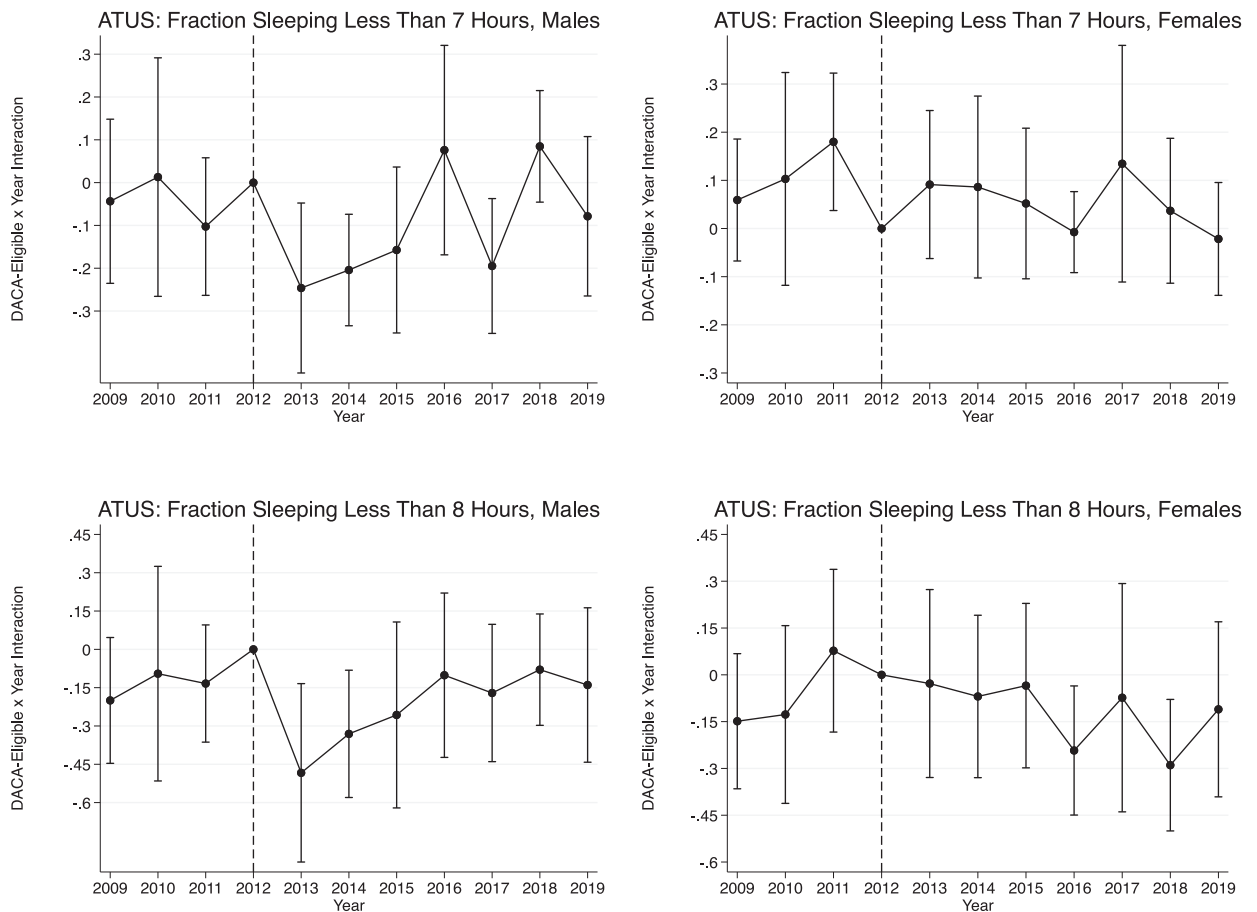 ATUS: Fraction Sleeping Less Than 7 Hours, Males
DACA-Eligible x Year Interaction
.3
.2
.1
0
-.1
-.2
-.3
2009 2010 2011 2012 2013 2014 2015 2016 2017 2018 2019
Year
ATUS: Fraction Sleeping Less Than 7 Hours, Females
DACA-Eligible x Year Interaction
.3
.2
.1
0
-.1
-.2
-.3
2009 2010 2011 2012 2013 2014 2015 2016 2017 2018 2019
Year
ATUS: Fraction Sleeping Less Than 8 Hours, Males
DACA-Eligible x Year Interaction
.45
.3
.15
0
-.15
-.3
-.45
-.6
2009 2010 2011 2012 2013 2014 2015 2016 2017 2018 2019
Year
ATUS: Fraction Sleeping Less Than 8 Hours, Females
DACA-Eligible x Year Interaction
.45
.3
.15
0
-.15
-.3
-.45
-.6
2009 2010 2011 2012 2013 2014 2015 2016 2017 2018 2019
Year